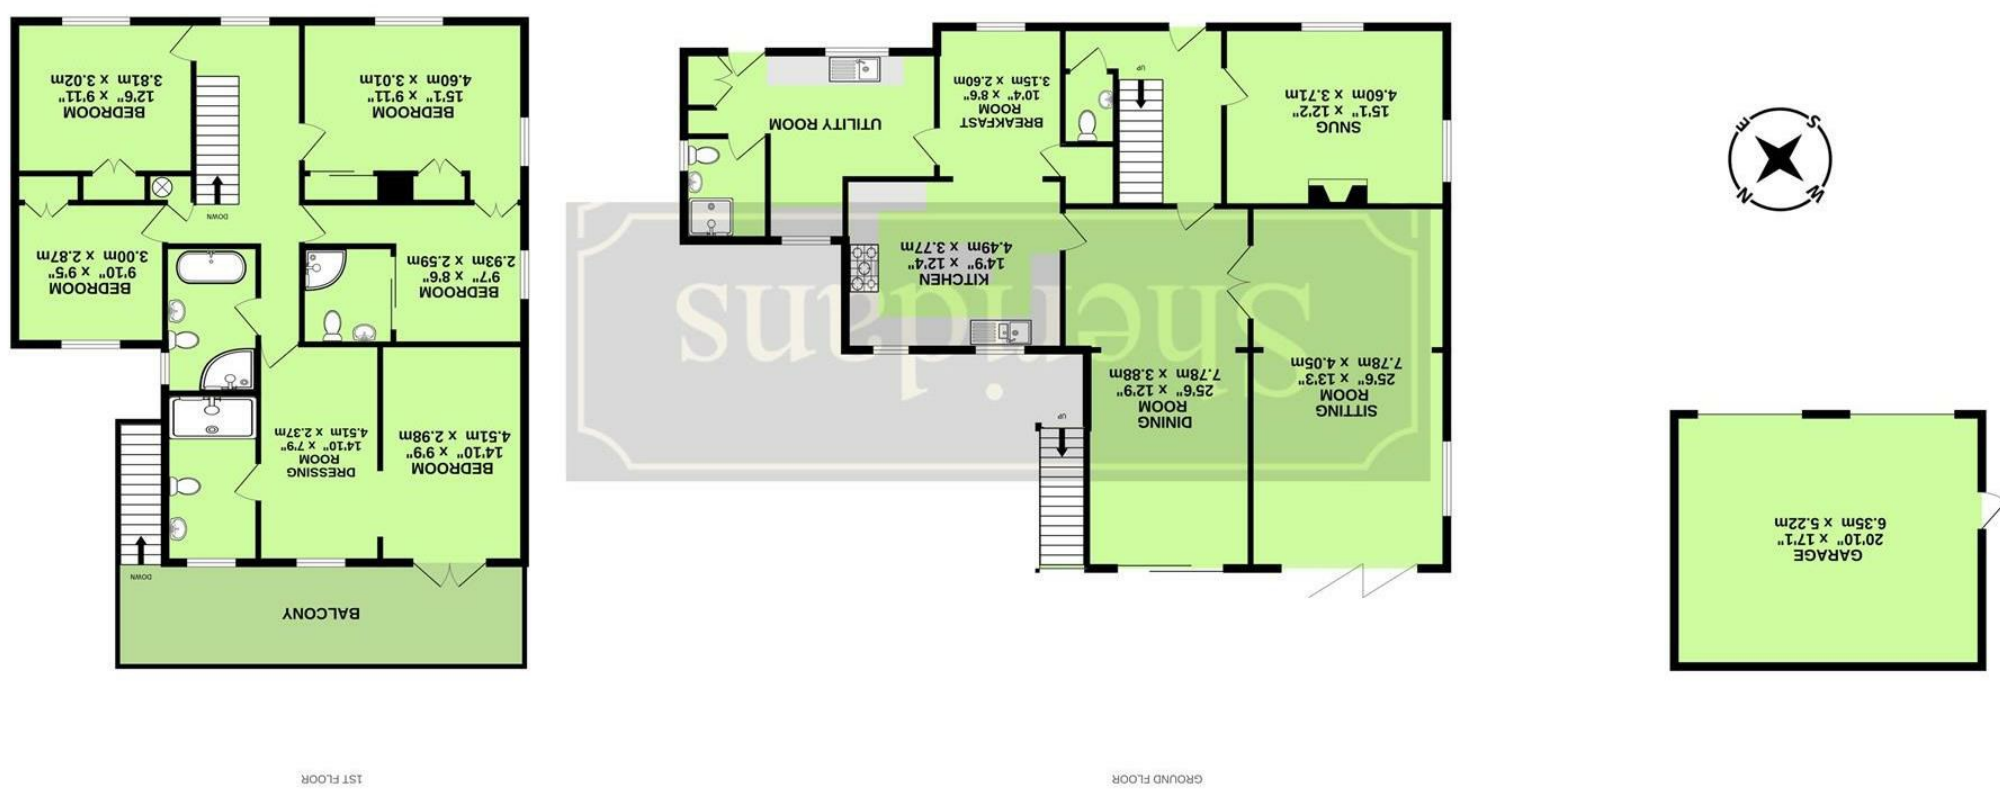 GROUND FLOOR
GARAGE
20'10" x 17'1"
6.35m x 5.22m
SITTING
ROOM
25'6" x 13'3"
7.78m x 4.05m
DINING
ROOM
25'6" x 12'9"
7.78m x 3.88m
UP
KITCHEN
14'9" x 12'4"
4.49m x 3.77m
SNUG
15'1" x 12'2"
4.60m x 3.71m
UP
BREAKFAST
ROOM
10'4" x 8'6"
3.15m x 2.60m
UTILITY ROOM
Sheridans
N
E
S
W
1ST FLOOR
BALCONY
DOWN
BEDROOM
14'10" x 9'9"
4.51m x 2.98m
DRESSING
ROOM
14'10" x 7'9"
4.51m x 2.37m
BEDROOM
9'7" x 8'6"
2.93m x 2.59m
BEDROOM
9'10" x 9'5"
3.00m x 2.87m
DOWN
BEDROOM
15'1" x 9'11"
4.60m x 3.01m
BEDROOM
12'6" x 9'11"
3.81m x 3.02m